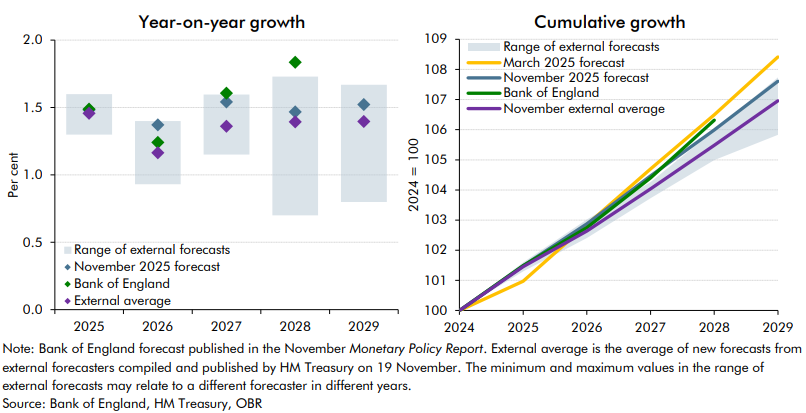 Year-on-year growth
2.0
1.5
1.0
0.5
0.0
Per cent
Range of external forecasts
November 2025 forecast
Bank of England
External average
2025 2026 2027 2028 2029
Cumulative growth
109
108
107
106
105
104
103
102
101
100
2024 = 100
Range of external forecasts
March 2025 forecast
November 2025 forecast
Bank of England
November external average
2024 2025 2026 2027 2028 2029
Note: Bank of England forecast published in the November Monetary Policy Report. External average is the average of new forecasts from
external forecasters compiled and published by HM Treasury on 19 November. The minimum and maximum values in the range of
external forecasts may relate to a different forecaster in different years.
Source: Bank of England, HM Treasury, OBR